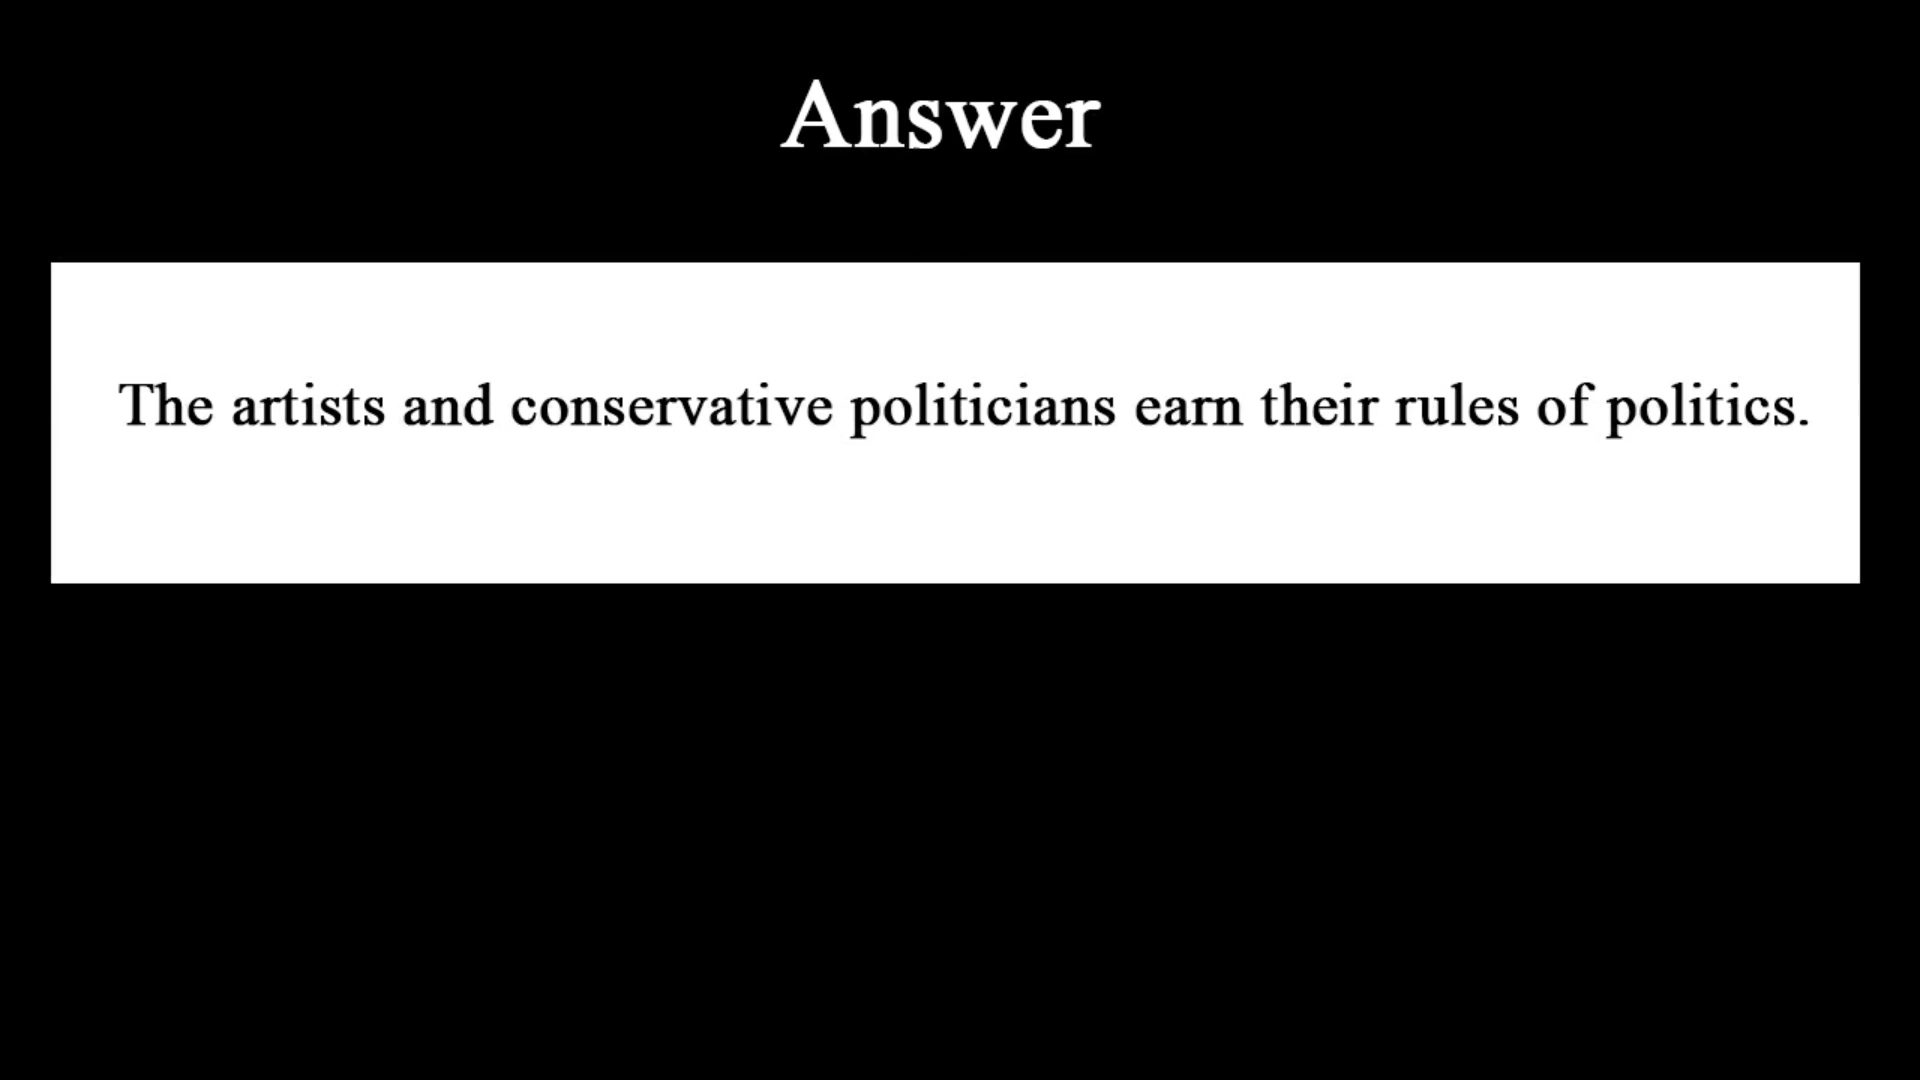 Answer
The artists and conservative politicians earn their rules of politics.